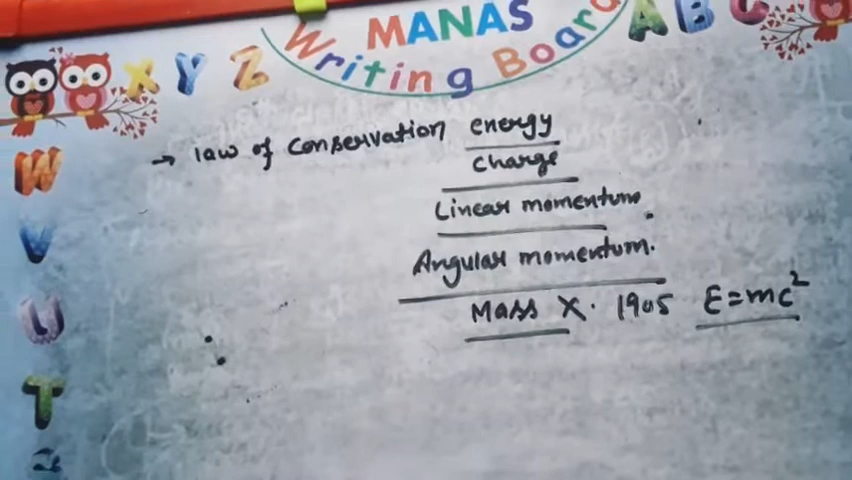 MANAS
Writing Board
A B C
X Y Z
W
V
U
T
→ law of conservation energy
charge
Linear momentum.
Angular momentum.
Mass X. 1905 E=mc²